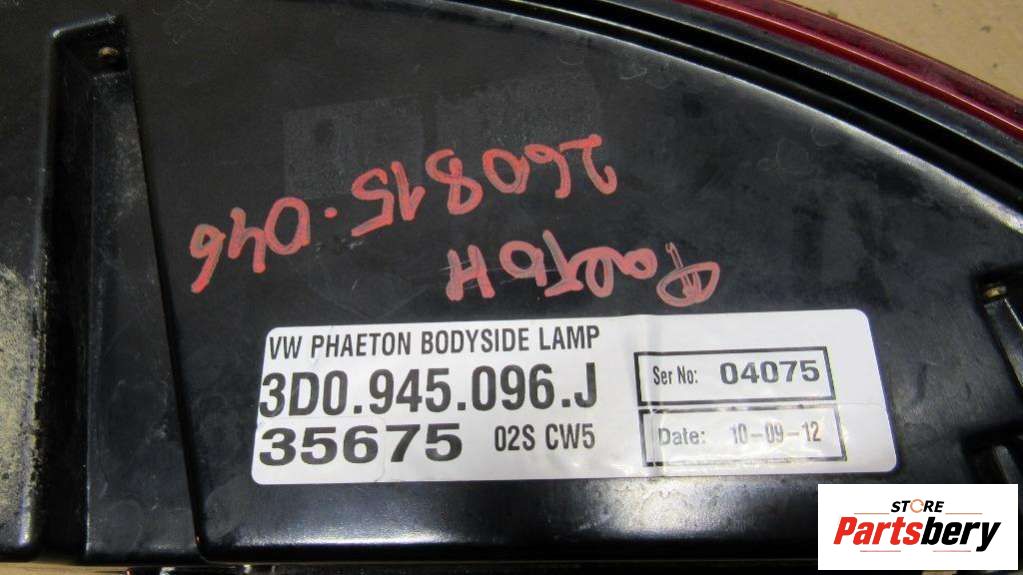 ФаетоН
260815.046
VW PHAETON BODYSIDE LAMP
3D0.945.096.J
35675 02S CW5
Ser No: 04075
Date: 10-09-12
STORE
Partsbery